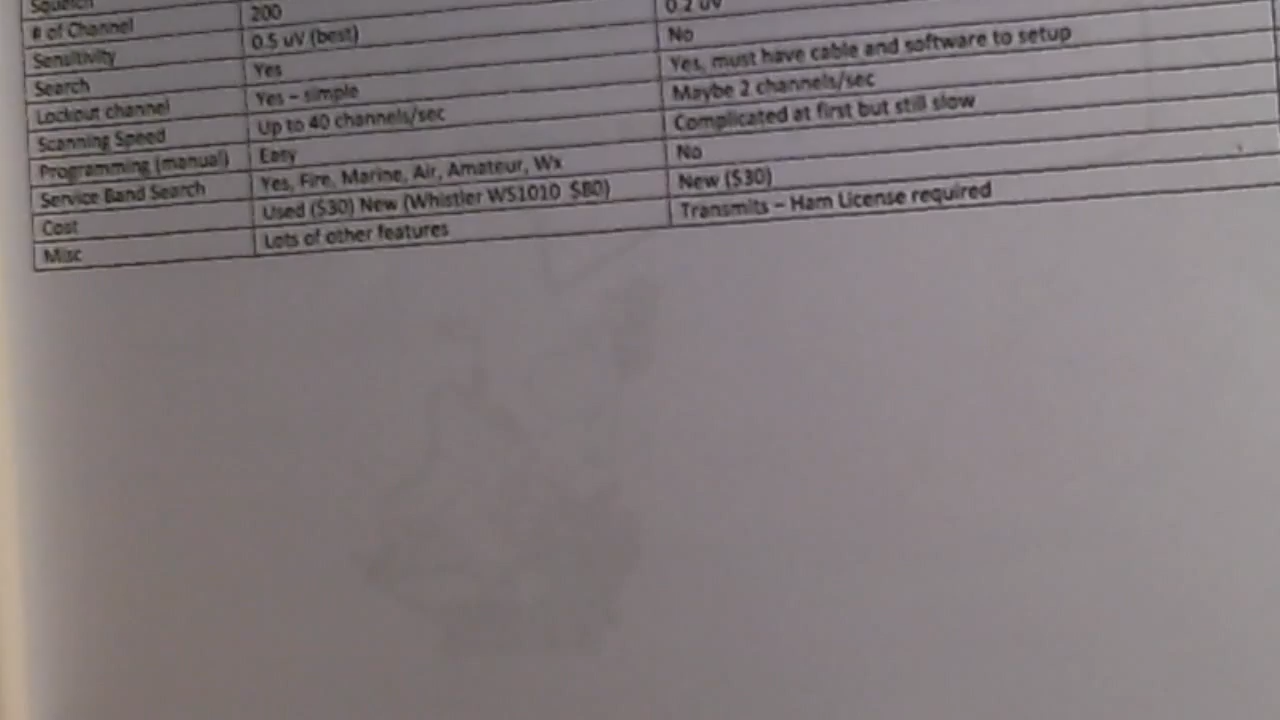 Squelch
# of Channel 200
Sensitivity 0.5 uV (best) 0.2 uV
Search Yes No
Lockout channel Yes – simple Yes, must have cable and software to setup
Scanning Speed Up to 40 channels/sec Maybe 2 channels/sec
Programming (manual) Easy Complicated at first but still slow
Service Band Search Yes, Fire, Marine, Air, Amateur, Wx No
Cost Used ($30) New (Whistler WS1010 $80) New ($30)
Misc Lots of other features Transmits – Ham License required